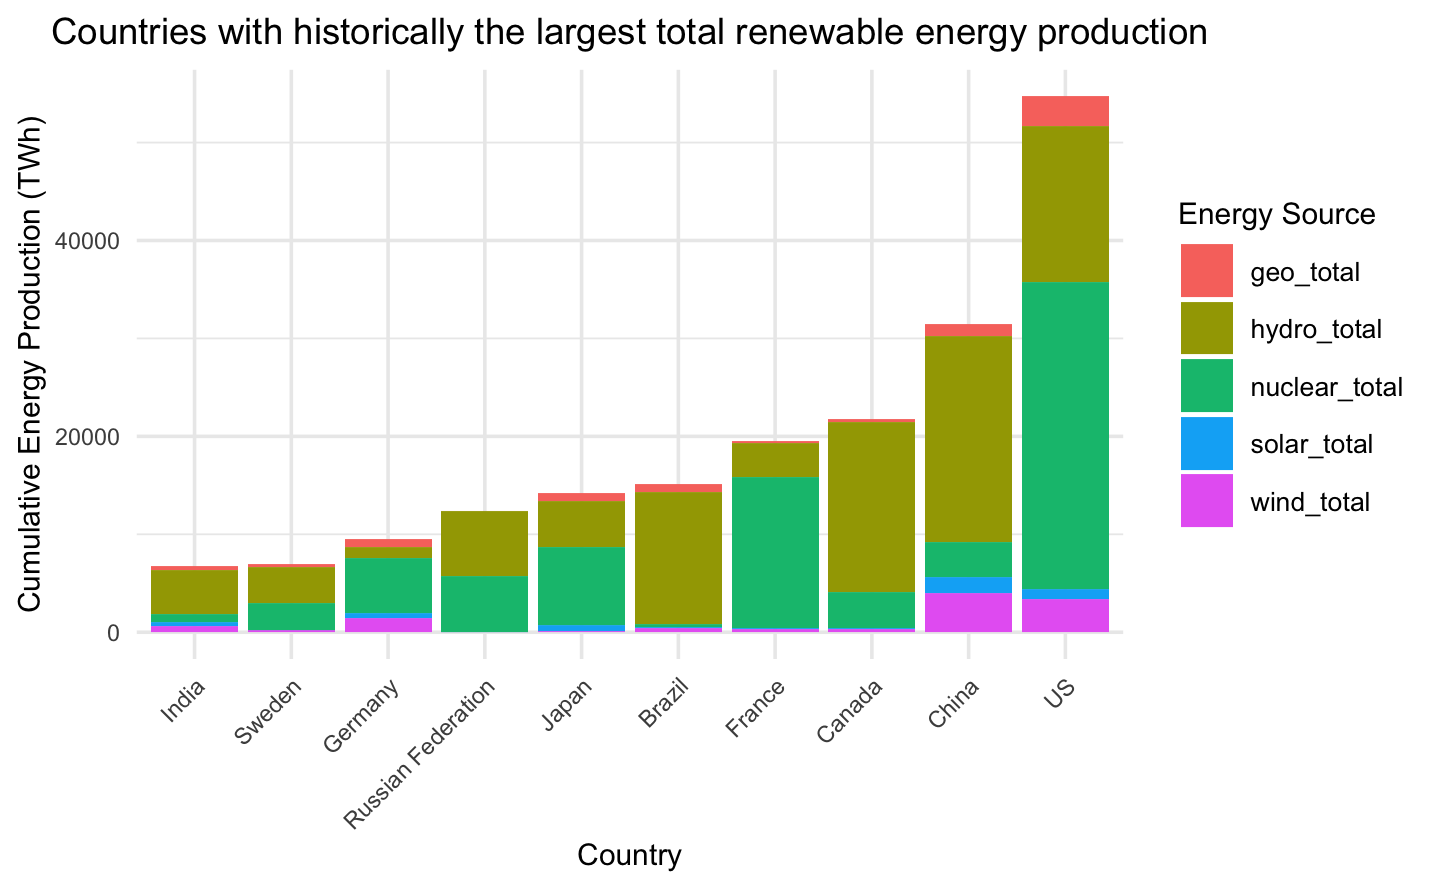 Countries with historically the largest total renewable energy production
Cumulative Energy Production (TWh)
40000
20000
0
India
Sweden
Germany
Russian Federation
Japan
Brazil
France
Canada
China
US
Country
Energy Source
geo_total
hydro_total
nuclear_total
solar_total
wind_total